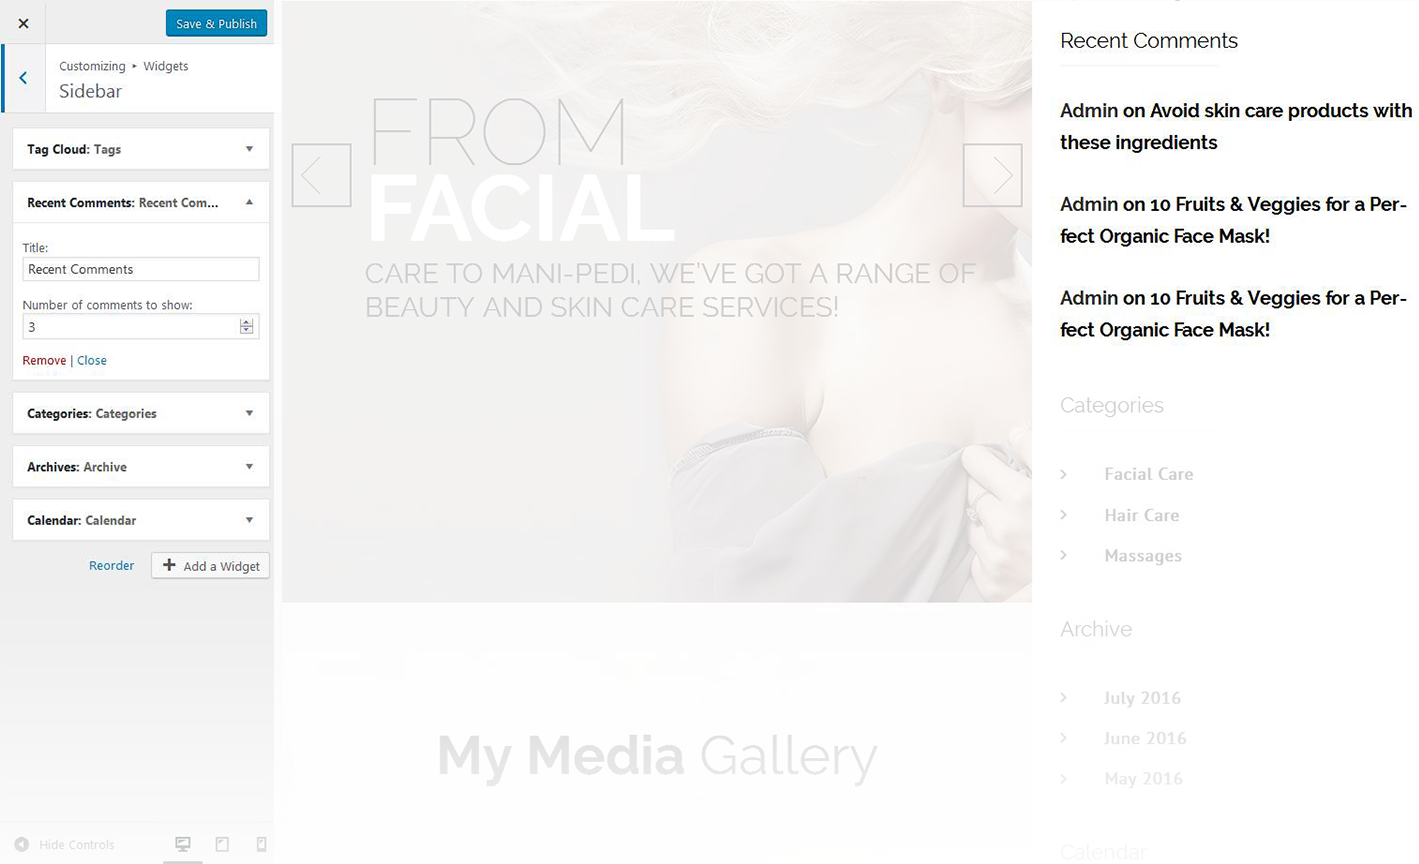 Save & Publish
Customizing ▸ Widgets
Sidebar
Tag Cloud: Tags
Recent Comments: Recent Com...
Title:
Recent Comments
Number of comments to show:
3
Remove | Close
Categories: Categories
Archives: Archive
Calendar: Calendar
Reorder
Add a Widget
Hide Controls
FROM
FACIAL
CARE TO MANI-PEDI, WE'VE GOT A RANGE OF
BEAUTY AND SKIN CARE SERVICES!
My Media Gallery
Recent Comments
Admin on Avoid skin care products with
these ingredients
Admin on 10 Fruits & Veggies for a Per-
fect Organic Face Mask!
Admin on 10 Fruits & Veggies for a Per-
fect Organic Face Mask!
Categories
Facial Care
Hair Care
Massages
Archive
July 2016
June 2016
May 2016
Calendar